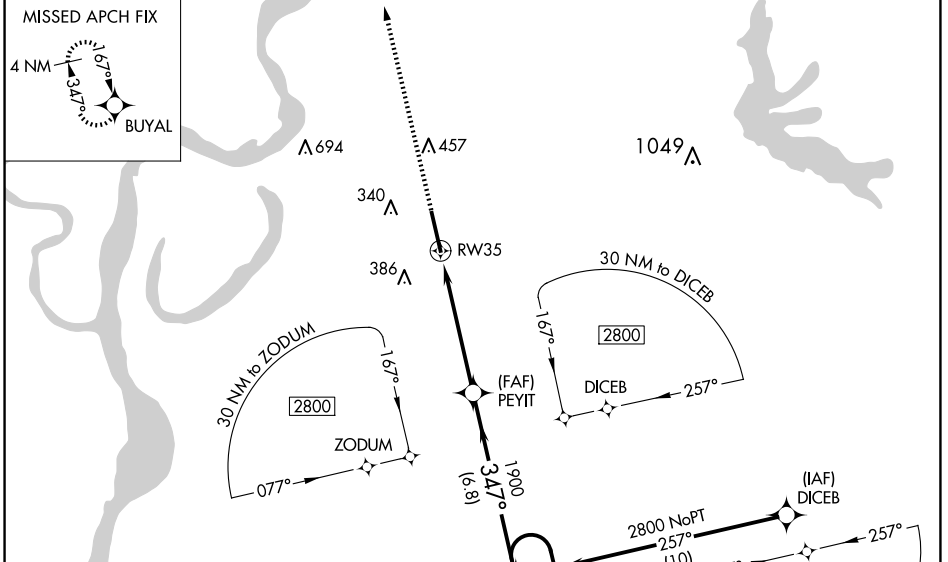 MISSED APCH FIX
4 NM
167°
347°
BUYAL
694
457
1049
340
RW35
386
30 NM to DICEB
167°
2800
DICEB
257°
30 NM to ZODUM
167°
2800
ZODUM
077°
(FAF)
PEYIT
1900
347°
(6.8)
(IAF)
DICEB
2800 NoPT
257°
(10)
257°